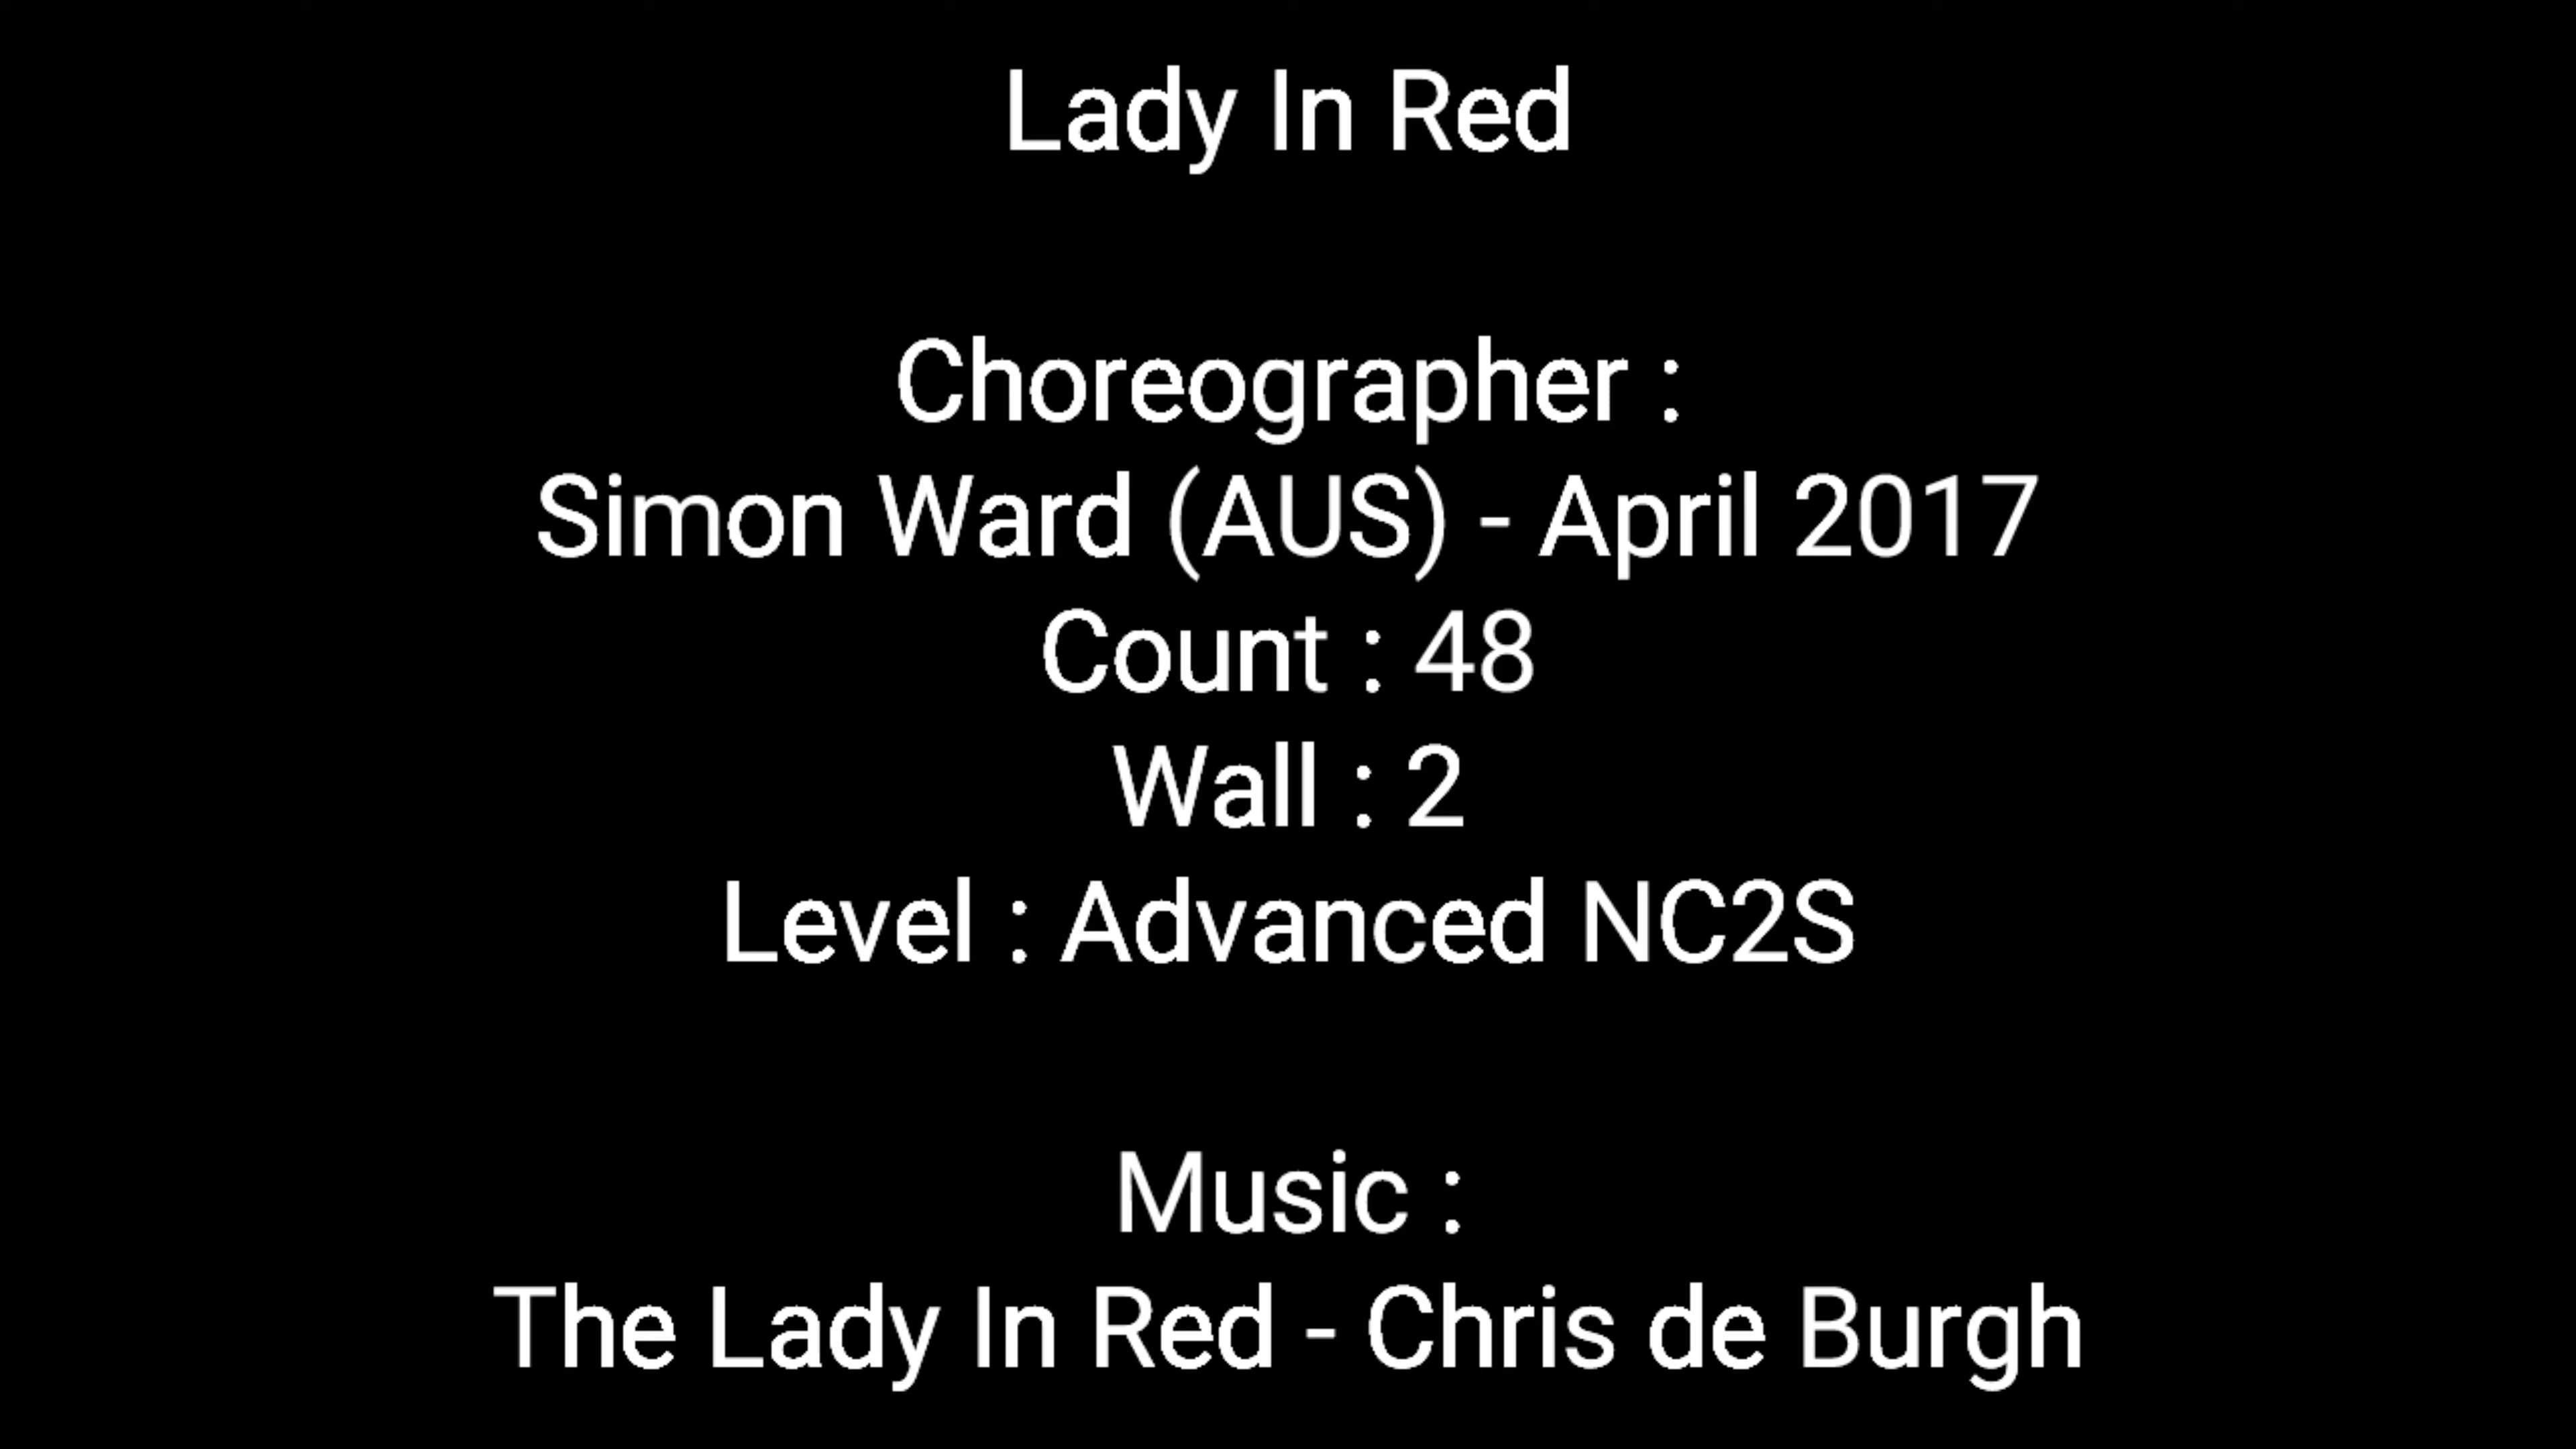 Lady In Red
Choreographer :
Simon Ward (AUS) - April 2017
Count : 48
Wall : 2
Level : Advanced NC2S
Music :
The Lady In Red - Chris de Burgh